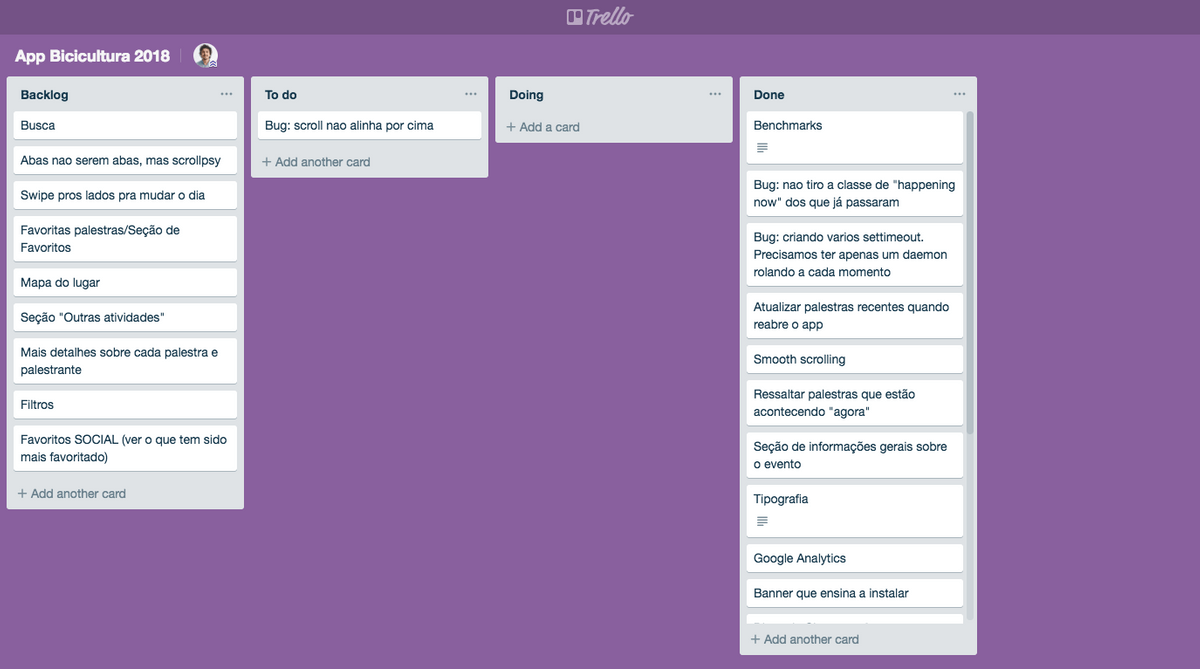 Trello
App Bicicultura 2018
Backlog
Busca
Abas nao serem abas, mas scrollpsy
Swipe pros lados pra mudar o dia
Favoritas palestras/Seção de
Favoritos
Mapa do lugar
Seção "Outras atividades"
Mais detalhes sobre cada palestra e
palestrante
Filtros
Favoritos SOCIAL (ver o que tem sido
mais favoritado)
+ Add another card
To do
Bug: scroll nao alinha por cima
+ Add another card
Doing
+ Add a card
Done
Benchmarks
Bug: nao tiro a classe de "happening
now" dos que já passaram
Bug: criando varios settimeout.
Precisamos ter apenas um daemon
rolando a cada momento
Atualizar palestras recentes quando
reabre o app
Smooth scrolling
Ressaltar palestras que estão
acontecendo "agora"
Seção de informações gerais sobre
o evento
Tipografia
Google Analytics
Banner que ensina a instalar
+ Add another card